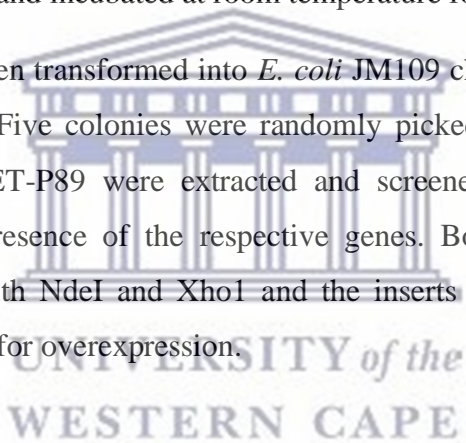 and incubated at room temperature fo
en transformed into E. coli JM109 c
Five colonies were randomly picked
ET-P89 were extracted and screene
resence of the respective genes. Bo
th NdeI and Xho1 and the inserts
for overexpression.
UNIVERSITY of the
WESTERN CAPE